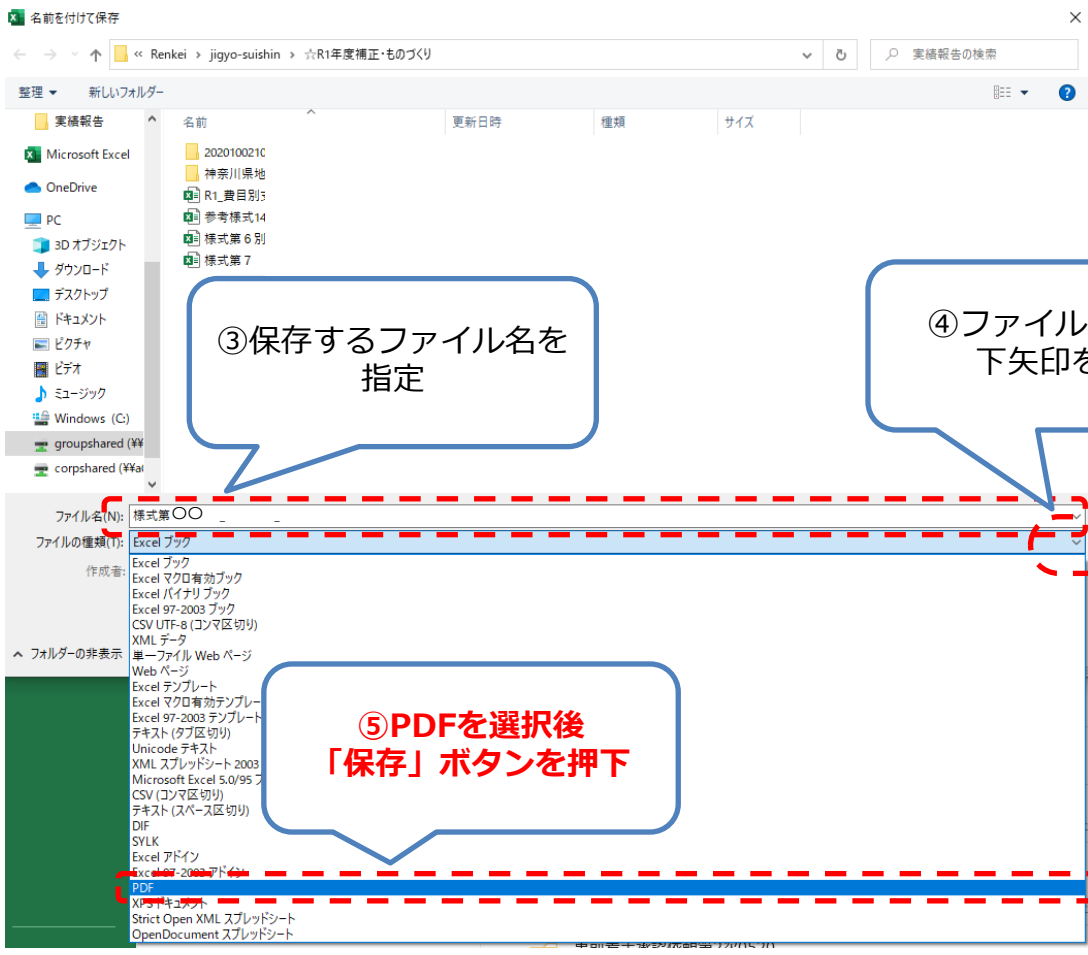 名前を付けて保存
« Renkei › jigyo-suishin › ☆R1年度補正・ものづくり
実績報告の検索
整理 新しいフォルダー
実績報告
Microsoft Excel
OneDrive
PC
3D オブジェクト
ダウンロード
デスクトップ
ドキュメント
ピクチャ
ビデオ
ミュージック
Windows (C:)
groupshared (¥¥
corpshared (¥¥a
名前 更新日時 種類 サイズ
2020100210
神奈川県地
R1_費目別
参考様式14
様式第６別
様式第７
③保存するファイル名を
指定
④ファイル
下矢印を
ファイル名(N): 様式第〇〇 _ _
ファイルの種類(T): Excel ブック
作成者:
フォルダーの非表示
Excel ブック
Excel マクロ有効ブック
Excel バイナリ ブック
Excel 97-2003 ブック
CSV UTF-8 (コンマ区切り)
XML データ
単一ファイル Web ページ
Web ページ
Excel テンプレート
Excel マクロ有効テンプレー
Excel 97-2003 テンプレート
テキスト (タブ区切り)
Unicode テキスト
XML スプレッドシート 2003
Microsoft Excel 5.0/95
CSV (コンマ区切り)
テキスト (スペース区切り)
DIF
SYLK
Excel アドイン
Excel 97-2003 アドイン
PDF
XPS ドキュメント
Strict Open XML スプレッドシート
OpenDocument スプレッドシート
⑤PDFを選択後
「保存」ボタンを押下